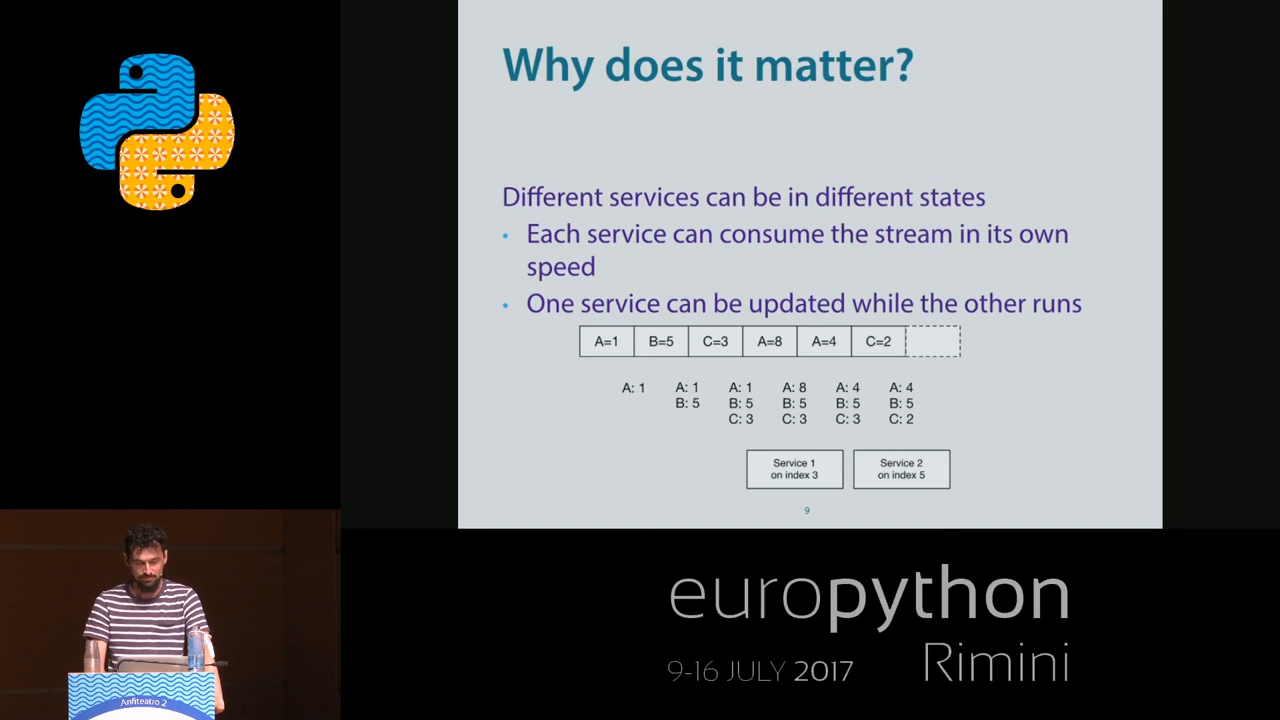 Why does it matter?
Different services can be in different states
• Each service can consume the stream in its own
speed
• One service can be updated while the other runs
A=1 B=5 C=3 A=8 A=4 C=2
A: 1 A: 1 A: 1 A: 8 A: 4 A: 4
B: 5 B: 5 B: 5 B: 5 B: 5
C: 3 C: 3 C: 3 C: 2
Service 1 Service 2
on index 3 on index 5
9
europython
Rimini
9-16 JULY 2017
Anfiteatro 2